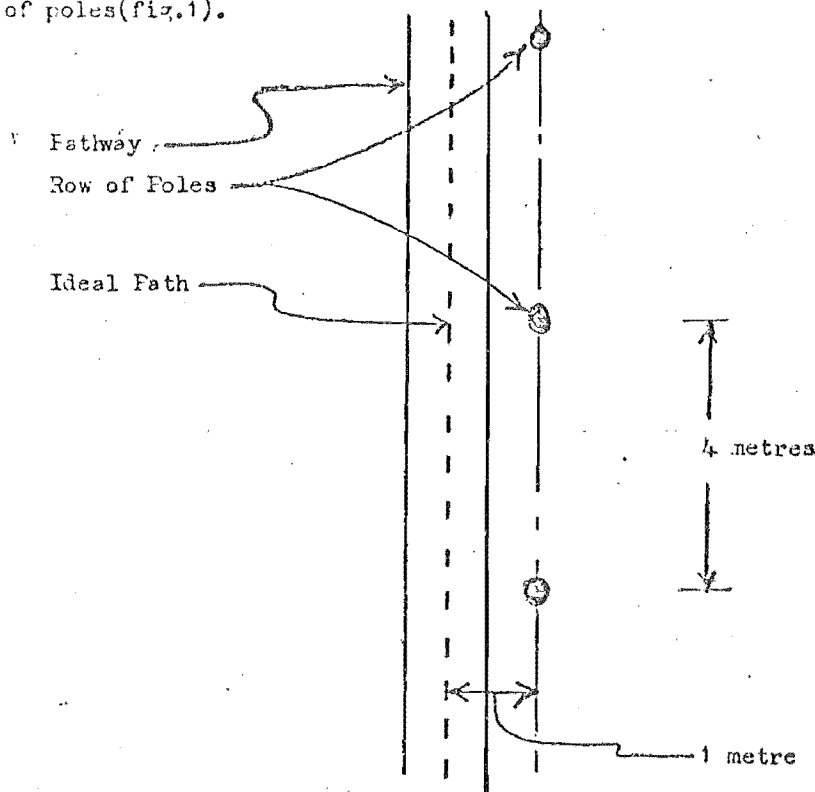 of poles(fig.1).
Pathway
Row of Poles
Ideal Path
4 metres
1 metre